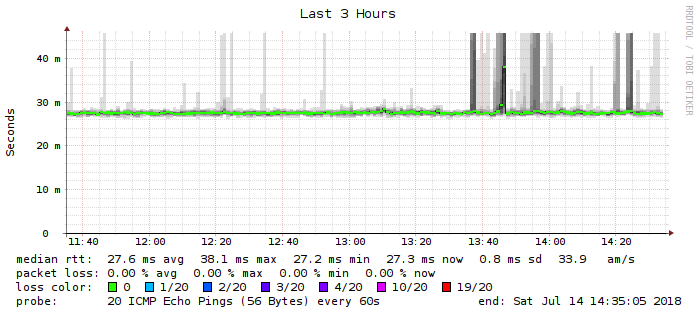 Last 3 Hours
RRDTOOL / TOBI OETIKER
Seconds
40 m
30 m
20 m
10 m
0
11:40 12:00 12:20 12:40 13:00 13:20 13:40 14:00 14:20
median rtt: 27.6 ms avg 38.1 ms max 27.2 ms min 27.3 ms now 0.8 ms sd 33.9 am/s
packet loss: 0.00 % avg 0.00 % max 0.00 % min 0.00 % now
loss color: 0 1/20 2/20 3/20 4/20 10/20 19/20
probe: 20 ICMP Echo Pings (56 Bytes) every 60s end: Sat Jul 14 14:35:05 2018